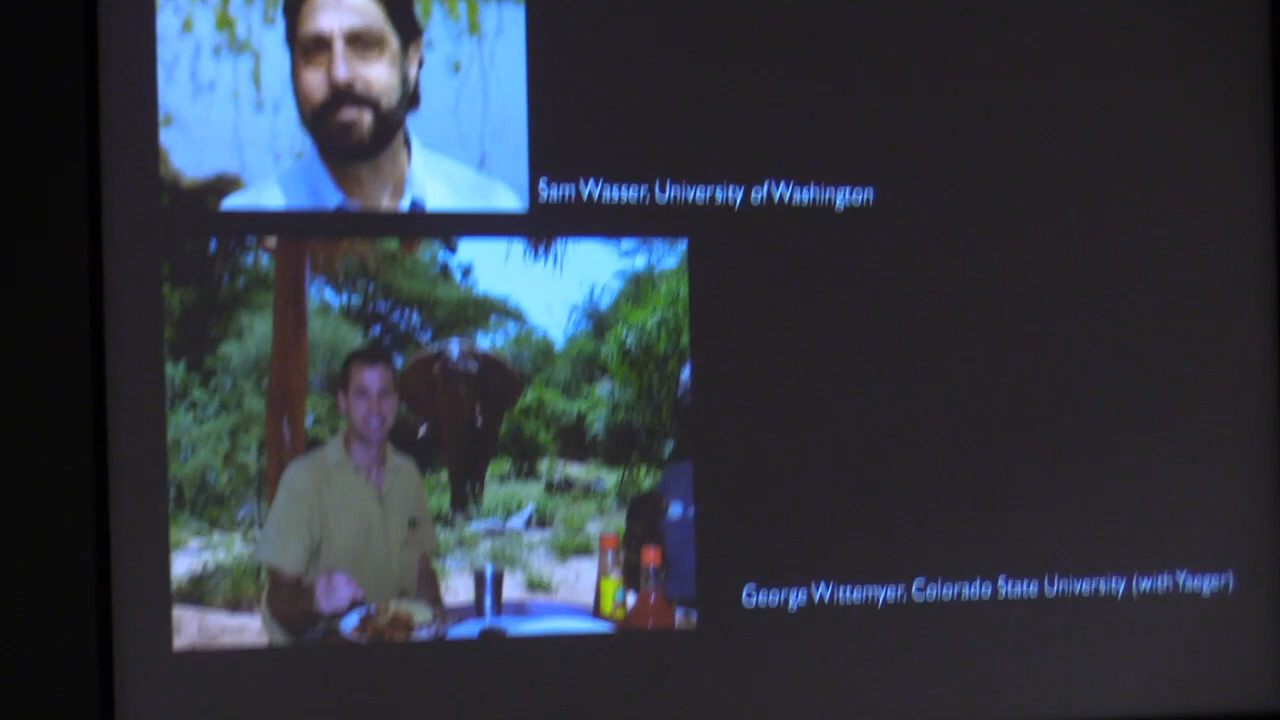 Sam Wasser, University of Washington
George Wittemyer, Colorado State University (with Yaeger)